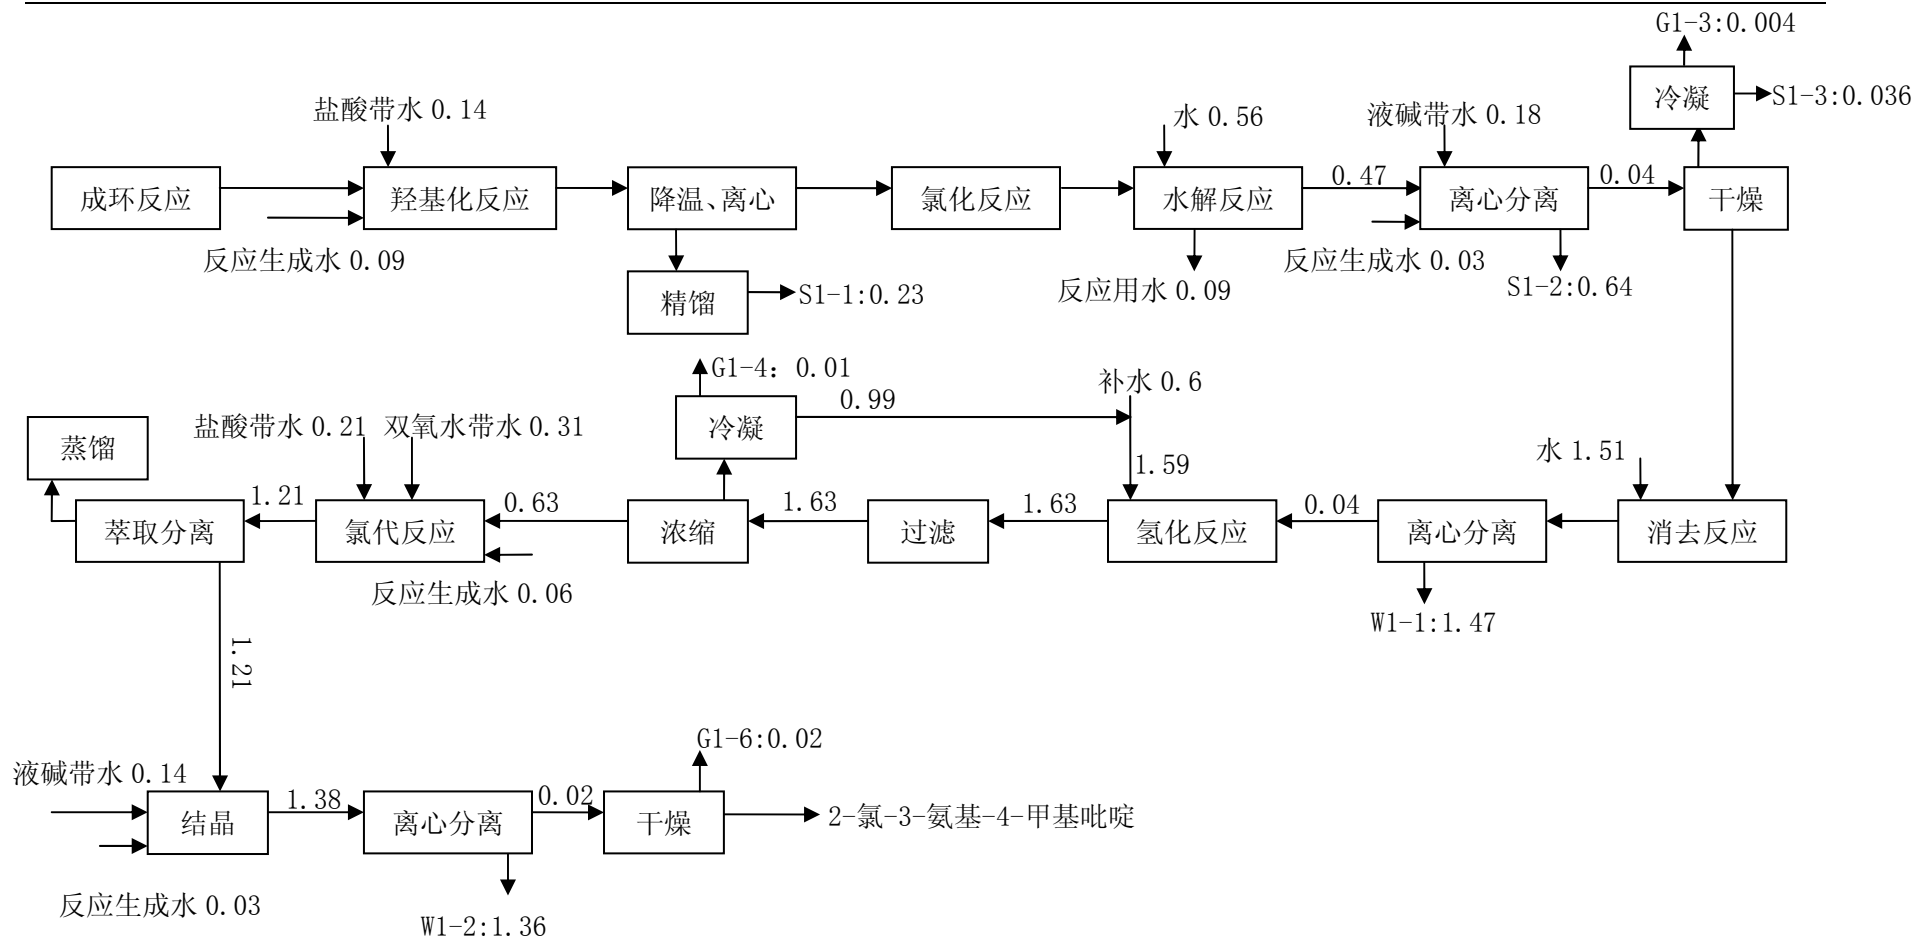 G1-3:0.004
冷凝
S1-3:0.036
盐酸带水 0.14
水 0.56
液碱带水 0.18
成环反应
羟基化反应
降温、离心
氯化反应
水解反应
0.47
离心分离
0.04
干燥
反应生成水 0.09
反应生成水 0.03
精馏
S1-1:0.23
反应用水 0.09
S1-2:0.64
G1-4：0.01
补水 0.6
0.99
冷凝
盐酸带水 0.21
双氧水带水 0.31
蒸馏
水 1.51
1.59
1.21
0.63
1.63
1.63
0.04
萃取分离
氯代反应
浓缩
过滤
氢化反应
离心分离
消去反应
反应生成水 0.06
W1-1:1.47
1.21
G1-6:0.02
液碱带水 0.14
1.38
0.02
结晶
离心分离
干燥
2-氯-3-氨基-4-甲基吡啶
反应生成水 0.03
W1-2:1.36